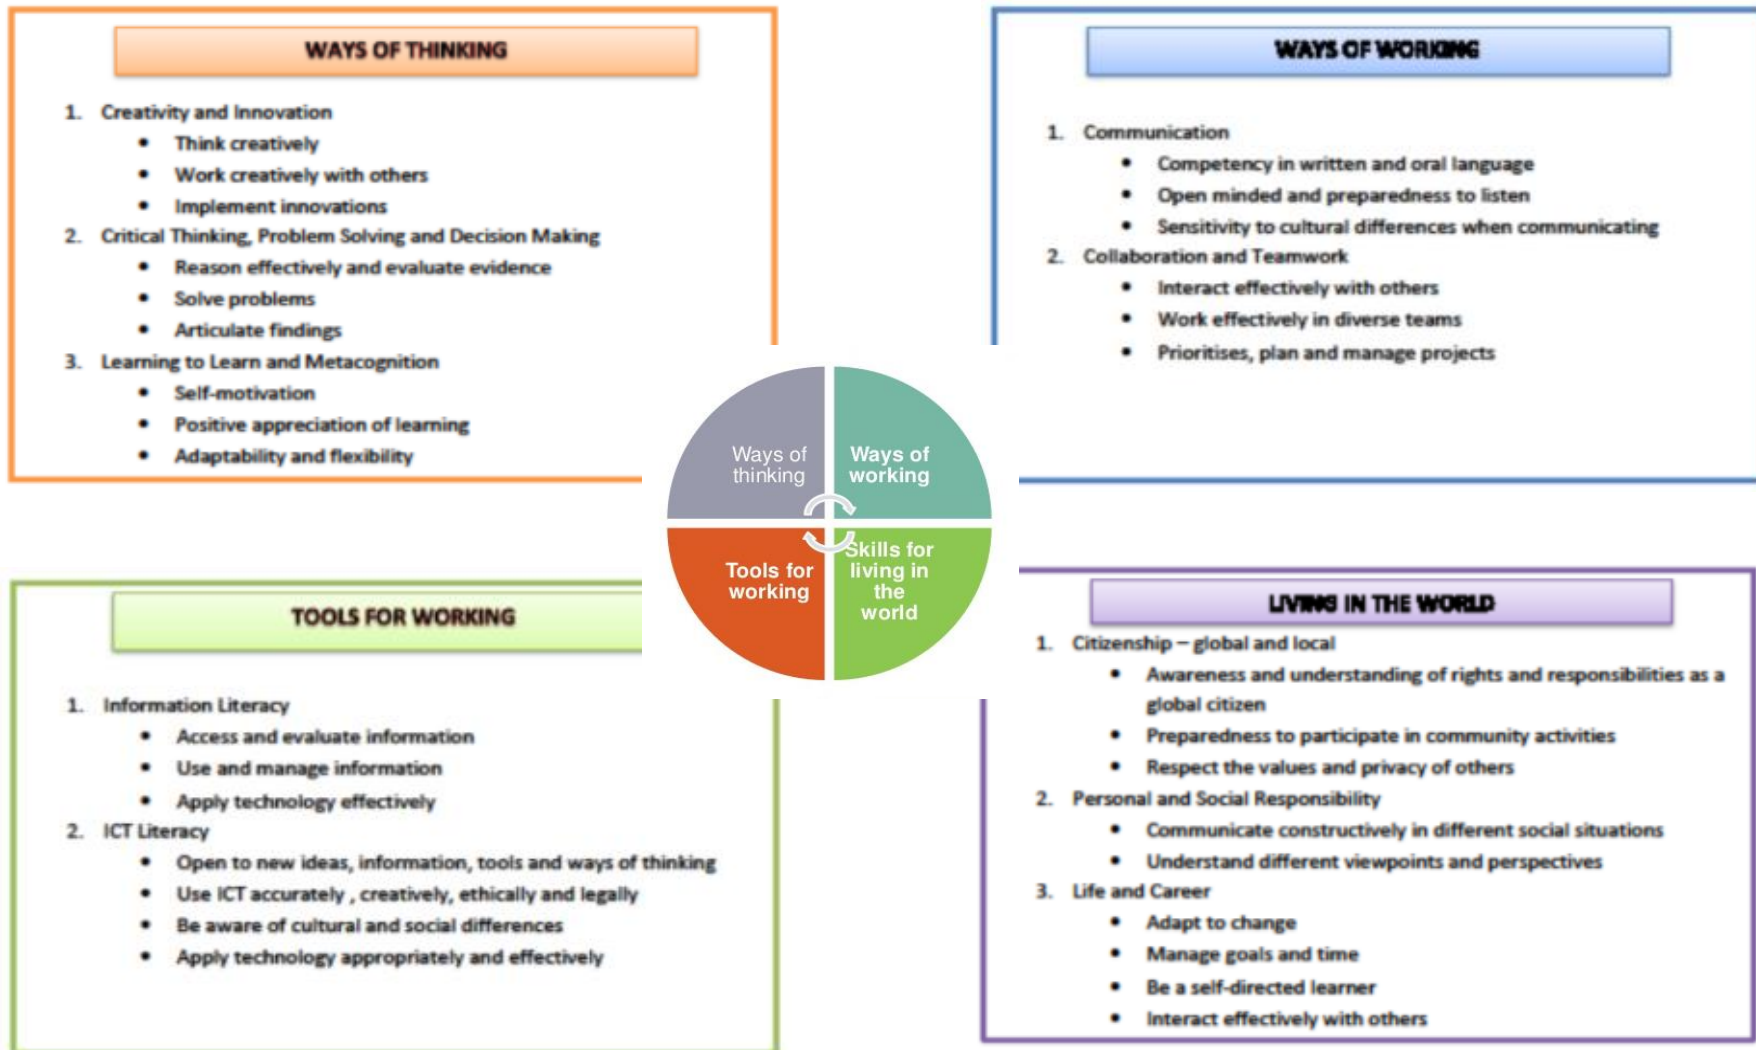 WAYS OF THINKING
1. Creativity and Innovation
• Think creatively
• Work creatively with others
• Implement innovations
2. Critical Thinking, Problem Solving and Decision Making
• Reason effectively and evaluate evidence
• Solve problems
• Articulate findings
3. Learning to Learn and Metacognition
• Self-motivation
• Positive appreciation of learning
• Adaptability and flexibility
WAYS OF WORKING
1. Communication
• Competency in written and oral language
• Open minded and preparedness to listen
• Sensitivity to cultural differences when communicating
2. Collaboration and Teamwork
• Interact effectively with others
• Work effectively in diverse teams
• Prioritises, plan and manage projects
Ways of
thinking
Ways of
working
Tools for
working
Skills for
living in
the
world
TOOLS FOR WORKING
1. Information Literacy
• Access and evaluate information
• Use and manage information
• Apply technology effectively
2. ICT Literacy
• Open to new ideas, information, tools and ways of thinking
• Use ICT accurately , creatively, ethically and legally
• Be aware of cultural and social differences
• Apply technology appropriately and effectively
LIVING IN THE WORLD
1. Citizenship – global and local
• Awareness and understanding of rights and responsibilities as a
global citizen
• Preparedness to participate in community activities
• Respect the values and privacy of others
2. Personal and Social Responsibility
• Communicate constructively in different social situations
• Understand different viewpoints and perspectives
3. Life and Career
• Adapt to change
• Manage goals and time
• Be a self-directed learner
• Interact effectively with others